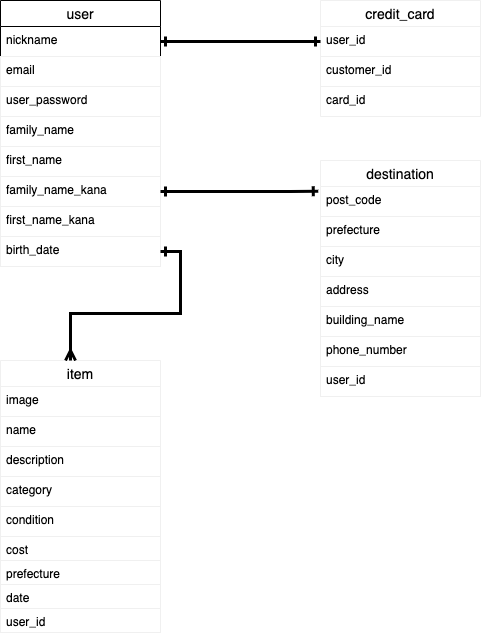 user
nickname
email
user_password
family_name
first_name
family_name_kana
first_name_kana
birth_date
credit_card
user_id
customer_id
card_id
destination
post_code
prefecture
city
address
building_name
phone_number
user_id
item
image
name
description
category
condition
cost
prefecture
date
user_id